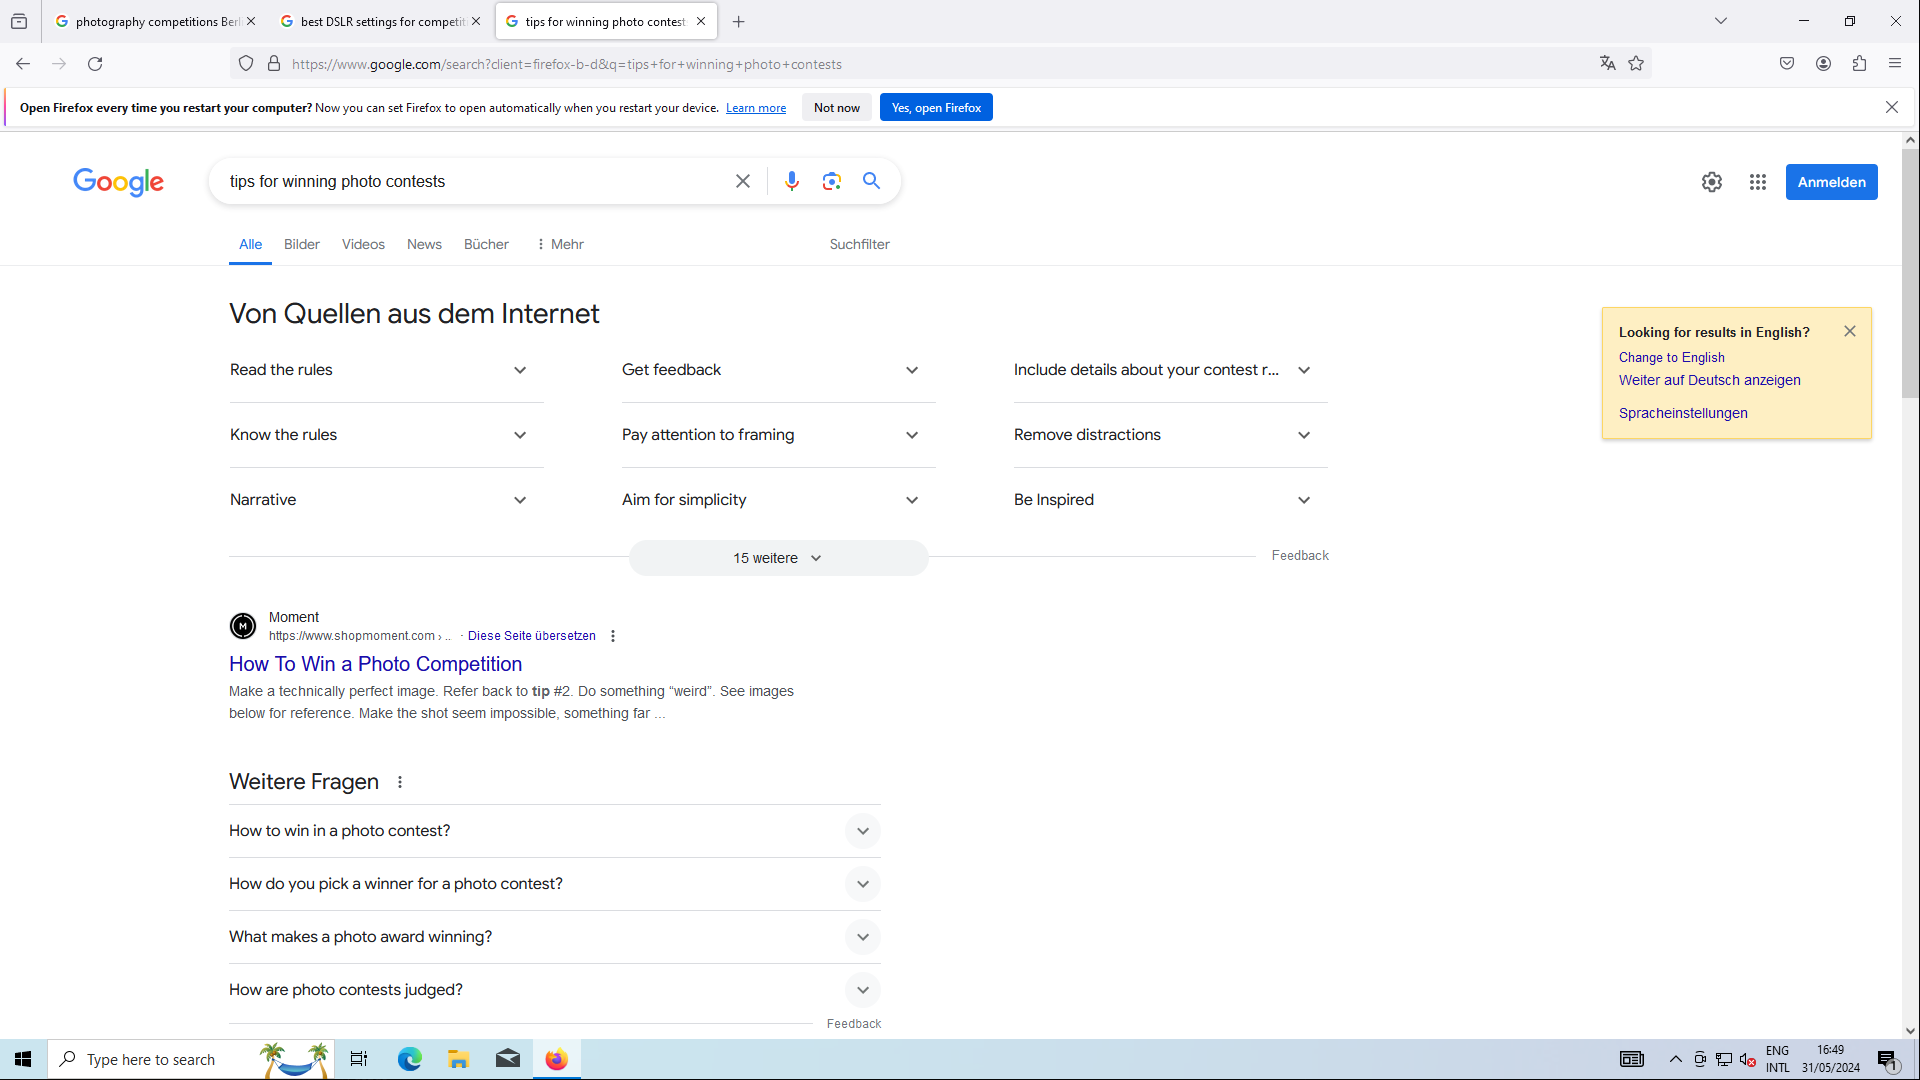 photography competitions Berl
best DSLR settings for competiti
tips for winning photo contests
https://www.google.com/search?client=firefox-b-d&q=tips+for+winning+photo+contests
Open Firefox every time you restart your computer? Now you can set Firefox to open automatically when you restart your device. Learn more
Not now
Yes, open Firefox
Google
tips for winning photo contests
Anmelden
Alle
Bilder
Videos
News
Bücher
Mehr
Suchfilter
Von Quellen aus dem Internet
Looking for results in English?
Change to English
Weiter auf Deutsch anzeigen
Spracheinstellungen
Read the rules
Get feedback
Include details about your contest r...
Know the rules
Pay attention to framing
Remove distractions
Narrative
Aim for simplicity
Be Inspired
15 weitere
Feedback
M
Moment
https://www.shopmoment.com › .. · Diese Seite übersetzen
How To Win a Photo Competition
Make a technically perfect image. Refer back to tip #2. Do something “weird”. See images
below for reference. Make the shot seem impossible, something far ...
Weitere Fragen
How to win in a photo contest?
How do you pick a winner for a photo contest?
What makes a photo award winning?
How are photo contests judged?
Feedback
Type here to search
ENG
INTL
16:49
31/05/2024
1